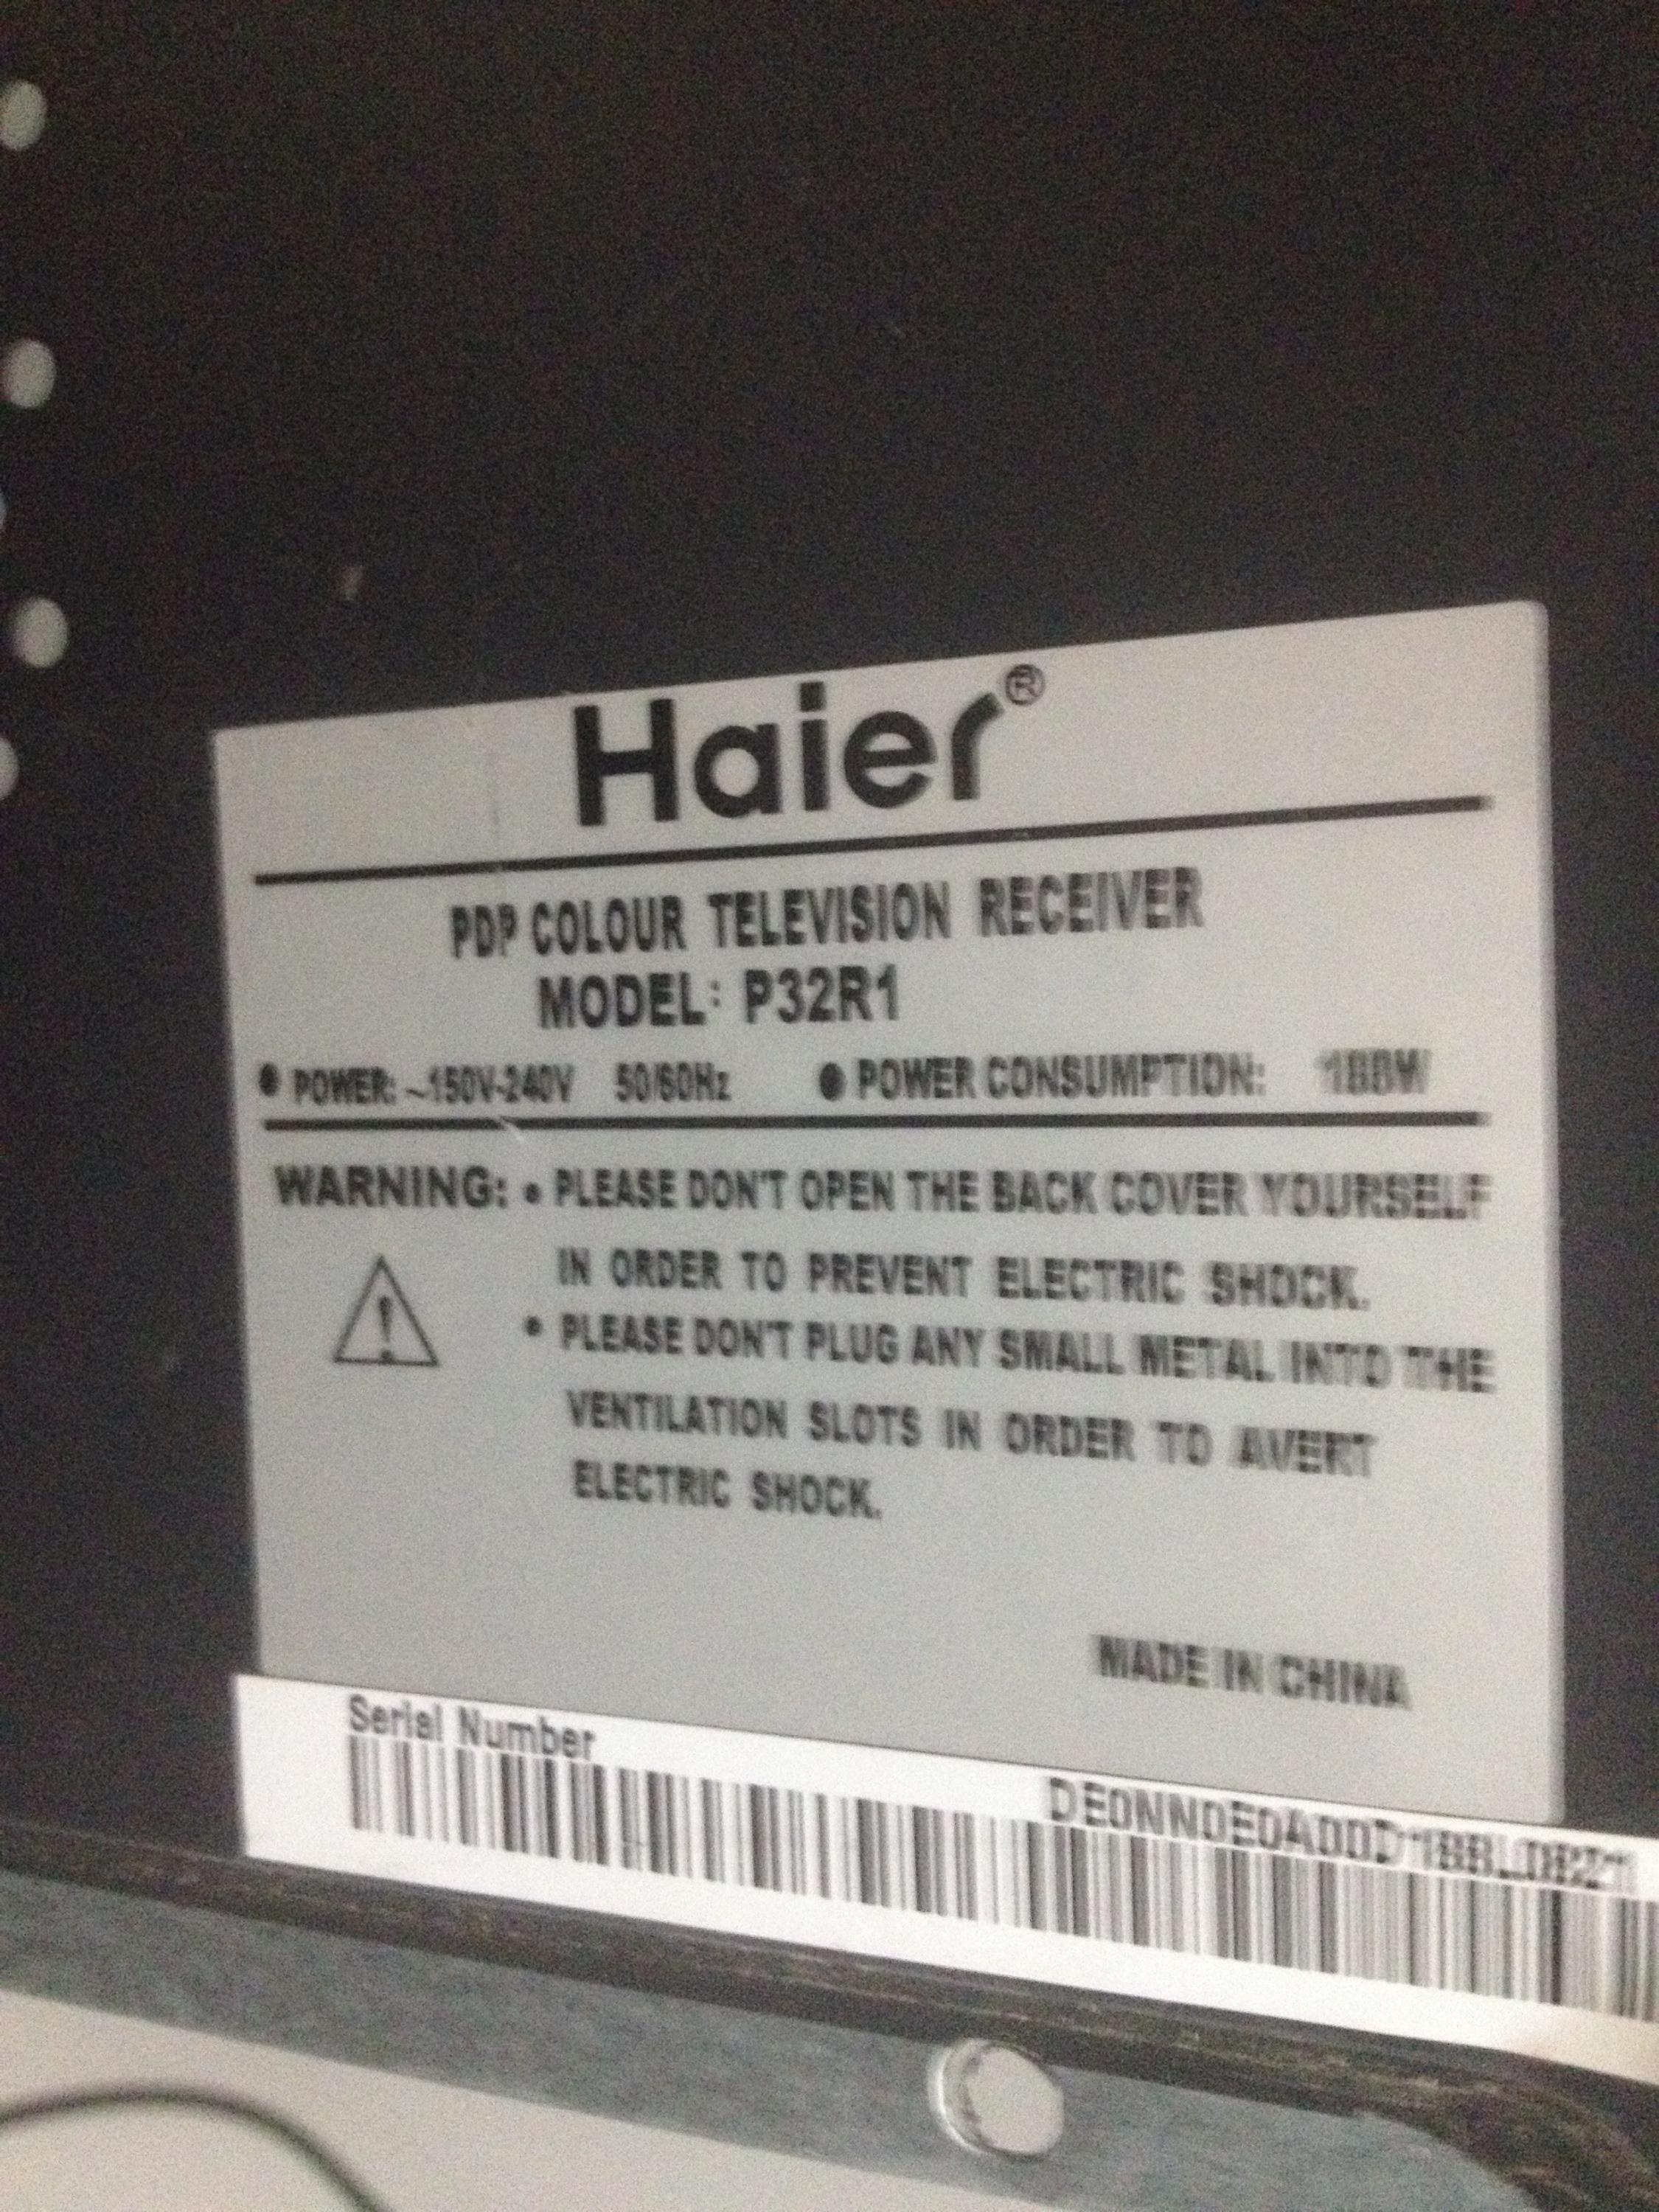 Haier®
PDP COLOUR TELEVISION RECEIVER
MODEL: P32R1
● POWER: ~150V-240V 50/60Hz ● POWER CONSUMPTION: 188W
WARNING: • PLEASE DON'T OPEN THE BACK COVER YOURSELF
IN ORDER TO PREVENT ELECTRIC SHOCK.
• PLEASE DON'T PLUG ANY SMALL METAL INTO THE
VENTILATION SLOTS IN ORDER TO AVERT
ELECTRIC SHOCK.
MADE IN CHINA
Serial Number